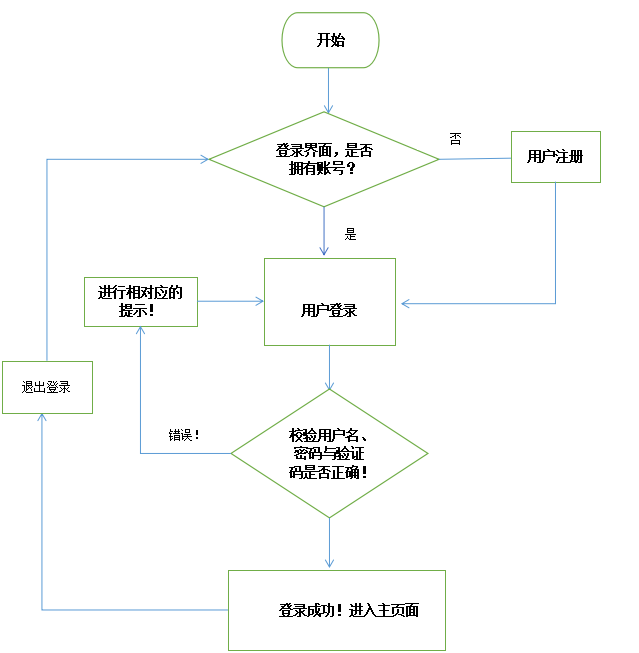 开始
登录界面，是否
拥有账号？
否
用户注册
是
进行相对应的
提示！
用户登录
退出登录
错误！
校验用户名、
密码与验证
码是否正确！
登录成功！进入主页面